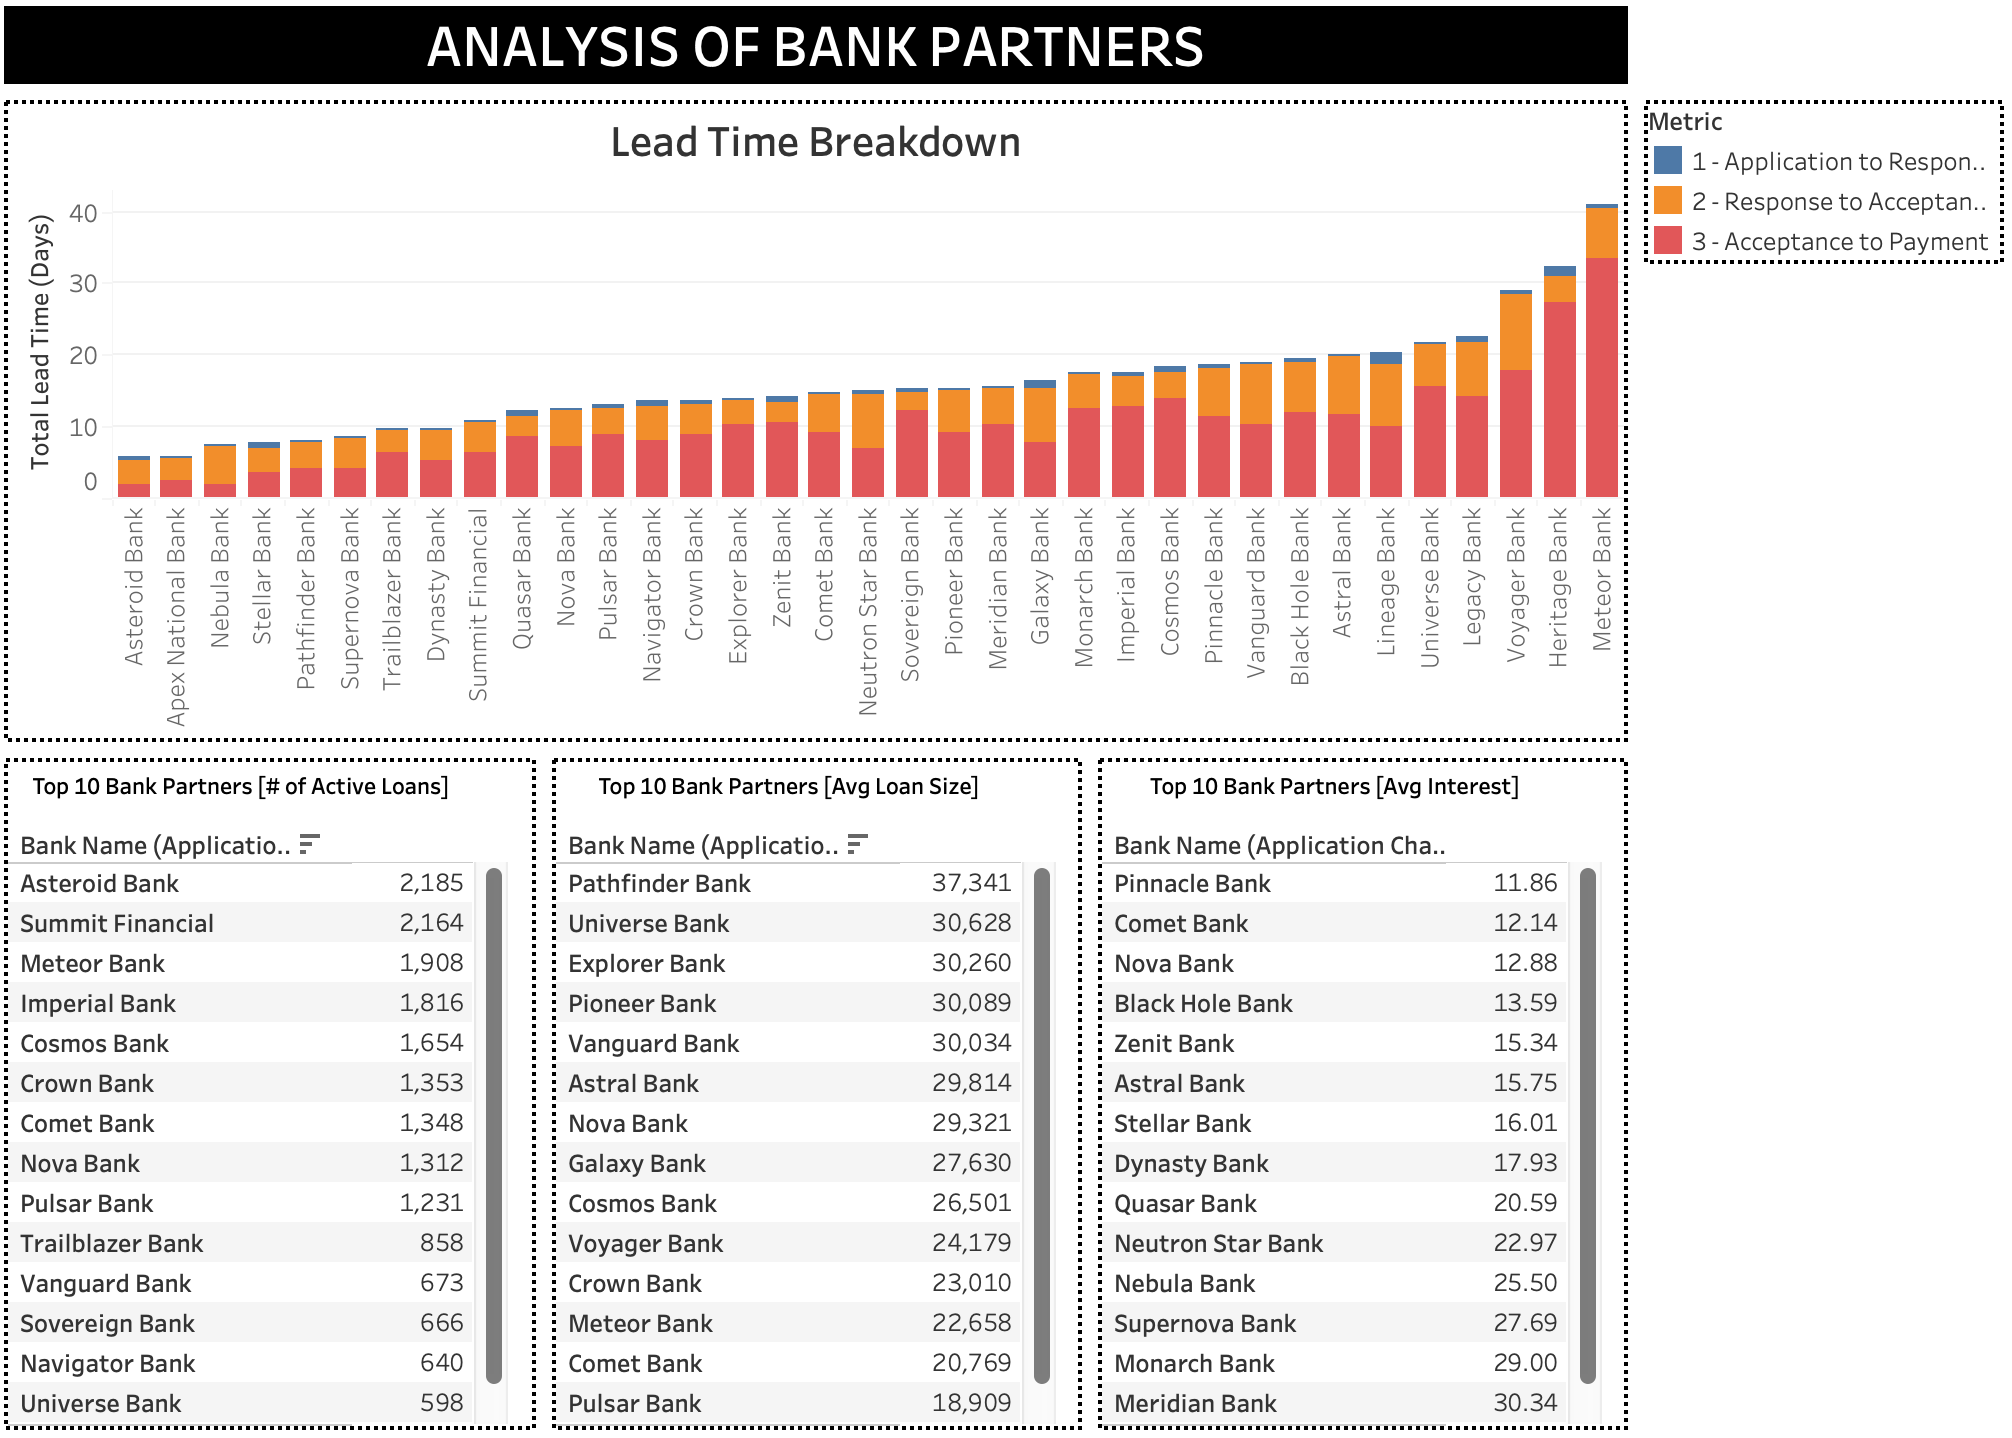 ANALYSIS OF BANK PARTNERS
Lead Time Breakdown
Total Lead Time (Days)
40
30
20
10
0
Asteroid Bank
Apex National Bank
Nebula Bank
Stellar Bank
Pathfinder Bank
Supernova Bank
Trailblazer Bank
Dynasty Bank
Summit Financial
Quasar Bank
Nova Bank
Pulsar Bank
Navigator Bank
Crown Bank
Explorer Bank
Zenit Bank
Comet Bank
Neutron Star Bank
Sovereign Bank
Pioneer Bank
Meridian Bank
Galaxy Bank
Monarch Bank
Imperial Bank
Cosmos Bank
Pinnacle Bank
Vanguard Bank
Black Hole Bank
Astral Bank
Lineage Bank
Universe Bank
Legacy Bank
Voyager Bank
Heritage Bank
Meteor Bank
Metric
1 - Application to Respon..
2 - Response to Acceptan..
3 - Acceptance to Payment
Top 10 Bank Partners [# of Active Loans]
Bank Name (Applicatio..
Asteroid Bank 2,185
Summit Financial 2,164
Meteor Bank 1,908
Imperial Bank 1,816
Cosmos Bank 1,654
Crown Bank 1,353
Comet Bank 1,348
Nova Bank 1,312
Pulsar Bank 1,231
Trailblazer Bank 858
Vanguard Bank 673
Sovereign Bank 666
Navigator Bank 640
Universe Bank 598
Top 10 Bank Partners [Avg Loan Size]
Bank Name (Applicatio..
Pathfinder Bank 37,341
Universe Bank 30,628
Explorer Bank 30,260
Pioneer Bank 30,089
Vanguard Bank 30,034
Astral Bank 29,814
Nova Bank 29,321
Galaxy Bank 27,630
Cosmos Bank 26,501
Voyager Bank 24,179
Crown Bank 23,010
Meteor Bank 22,658
Comet Bank 20,769
Pulsar Bank 18,909
Top 10 Bank Partners [Avg Interest]
Bank Name (Application Cha..
Pinnacle Bank 11.86
Comet Bank 12.14
Nova Bank 12.88
Black Hole Bank 13.59
Zenit Bank 15.34
Astral Bank 15.75
Stellar Bank 16.01
Dynasty Bank 17.93
Quasar Bank 20.59
Neutron Star Bank 22.97
Nebula Bank 25.50
Supernova Bank 27.69
Monarch Bank 29.00
Meridian Bank 30.34